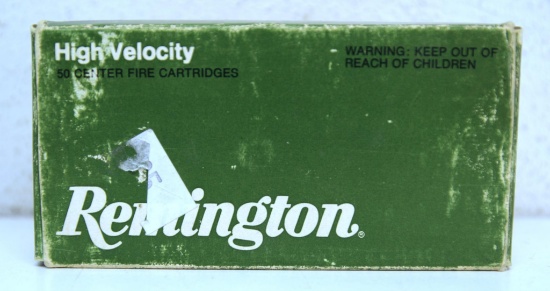 High Velocity
50 CENTER FIRE CARTRIDGES
WARNING: KEEP OUT OF
REACH OF CHILDREN
Remington®